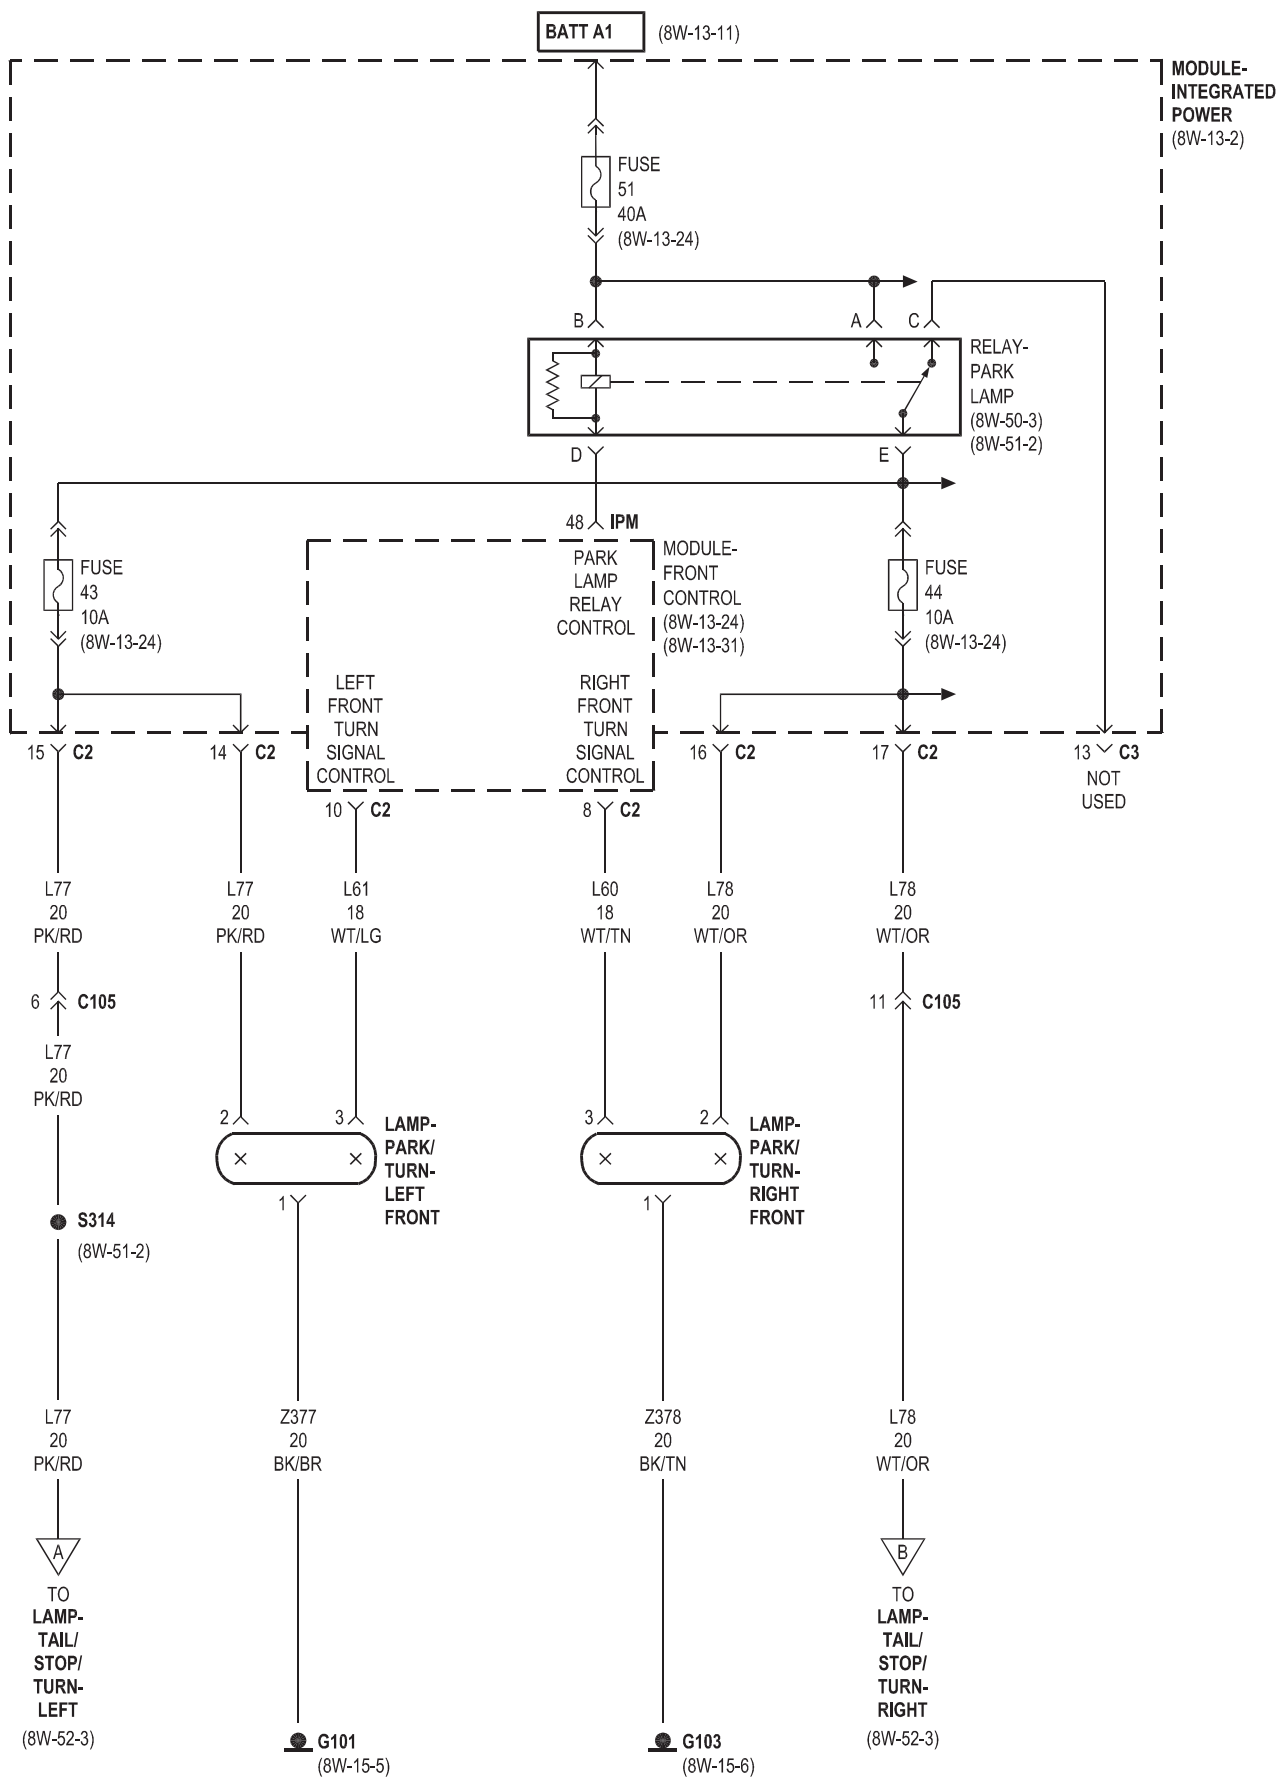 BATT A1 (8W-13-11)
MODULE-
INTEGRATED
POWER
(8W-13-2)
FUSE
51
40A
(8W-13-24)
B
A
C
RELAY-
PARK
LAMP
(8W-50-3)
(8W-51-2)
D
E
48 IPM
FUSE
43
10A
(8W-13-24)
PARK
LAMP
RELAY
CONTROL
MODULE-
FRONT
CONTROL
(8W-13-24)
(8W-13-31)
FUSE
44
10A
(8W-13-24)
LEFT
FRONT
TURN
SIGNAL
CONTROL
RIGHT
FRONT
TURN
SIGNAL
CONTROL
15 C2
14 C2
16 C2
17 C2
13 C3
NOT
USED
10 C2
8 C2
L77
20
PK/RD
L77
20
PK/RD
L61
18
WT/LG
L60
18
WT/TN
L78
20
WT/OR
L78
20
WT/OR
6 C105
11 C105
L77
20
PK/RD
2
3
LAMP-
PARK/
TURN-
LEFT
FRONT
1
3
2
LAMP-
PARK/
TURN-
RIGHT
FRONT
1
S314
(8W-51-2)
L77
20
PK/RD
Z377
20
BK/BR
Z378
20
BK/TN
L78
20
WT/OR
A
TO
LAMP-
TAIL/
STOP/
TURN-
LEFT
(8W-52-3)
B
TO
LAMP-
TAIL/
STOP/
TURN-
RIGHT
(8W-52-3)
G101
(8W-15-5)
G103
(8W-15-6)